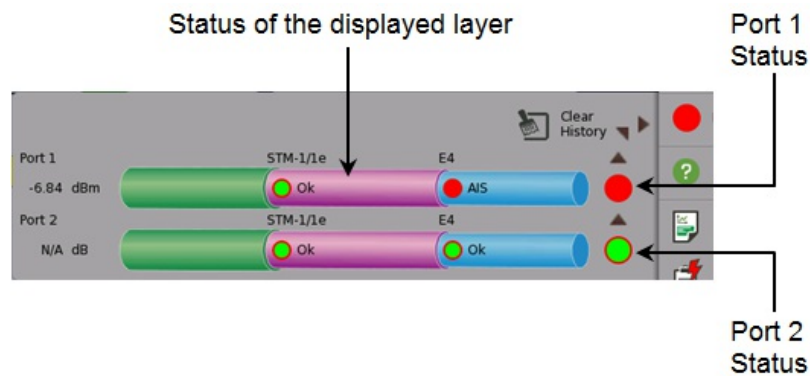 Status of the displayed layer
Port 1
Status
Clear
History
Port 1
STM-1/1e
E4
-6.84 dBm
Ok
AIS
?
Port 2
STM-1/1e
E4
N/A dB
Ok
Ok
Port 2
Status